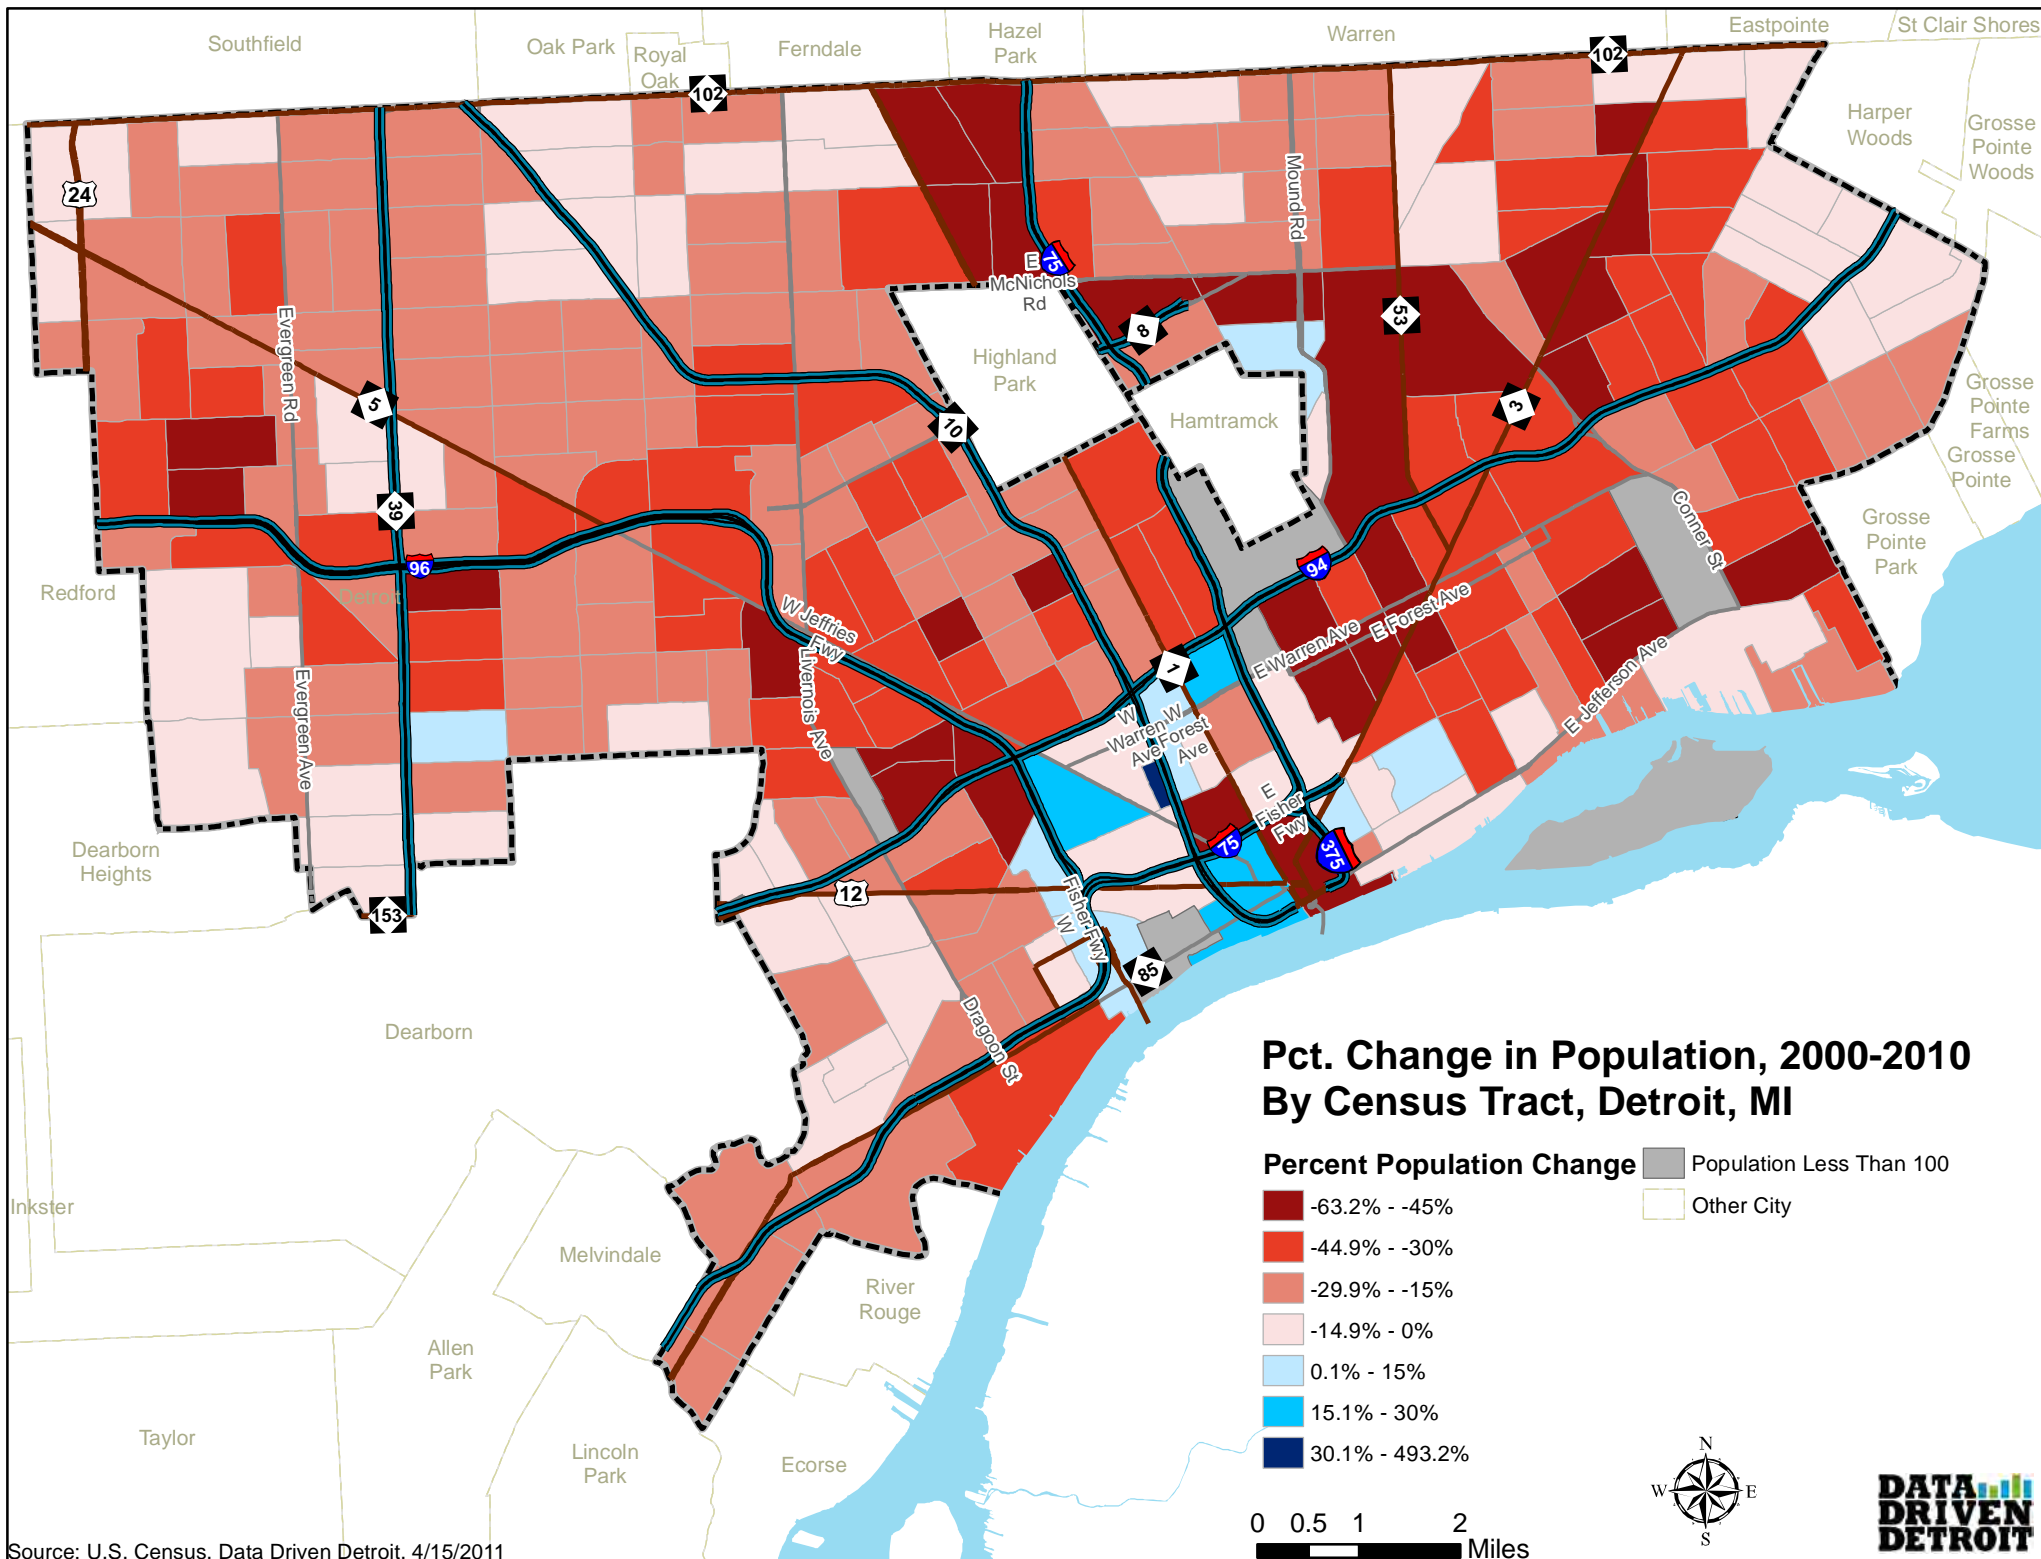 Southfield
Oak Park
Royal
Oak
Ferndale
Hazel
Park
Warren
Eastpointe
St Clair Shores
102
102
Harper
Woods
Grosse
Pointe
Woods
24
Mound Rd
75
E
McNichols
Rd
8
53
Evergreen Rd
5
Highland
Park
10
Hamtramck
3
Grosse
Pointe
Farms
Grosse
Pointe
39
Conner St
Grosse
Pointe
Park
96
94
Redford
Detroit
W Jeffries
Fwy
E Forest Ave
E Warren Ave
1
E Jefferson Ave
Evergreen Ave
Livernois Ave
W
Warren
Ave
W
Forest
Ave
E
Fisher
Fwy
75
375
Dearborn
Heights
12
153
Fisher Fwy
W
85
Dragoon St
Dearborn
Inkster
Melvindale
River
Rouge
Allen
Park
Taylor
Lincoln
Park
Ecorse
Pct. Change in Population, 2000-2010
By Census Tract, Detroit, MI
Percent Population Change
-63.2% - -45%
-44.9% - -30%
-29.9% - -15%
-14.9% - 0%
0.1% - 15%
15.1% - 30%
30.1% - 493.2%
Population Less Than 100
Other City
0 0.5 1 2
Miles
N
W E
S
DATA
DRIVEN
DETROIT
Source: U.S. Census, Data Driven Detroit, 4/15/2011